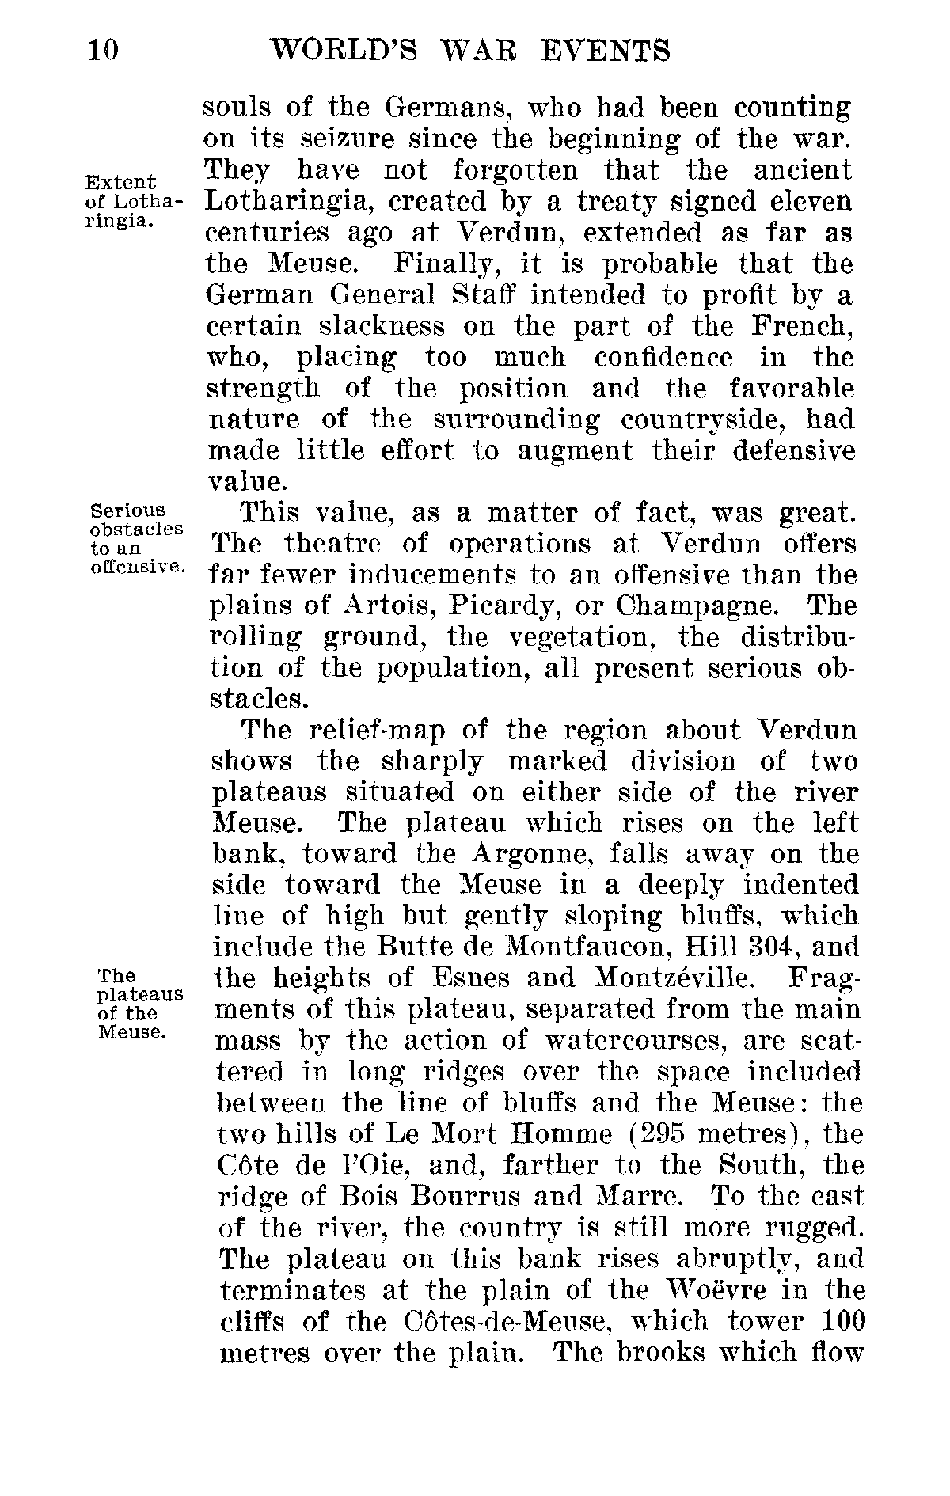 10 WORLD'S WAR EVENTS
souls of the Germans, who had been counting
on its seizure since the beginning of the war.
They have not forgotten that the ancient
Extent
of Lotha-
ringia.
Lotharingia, created by a treaty signed eleven
centuries ago at Verdun, extended as far as
the Meuse. Finally, it is probable that the
German General Staff intended to profit by a
certain slackness on the part of the French,
who, placing too much confidence in the
strength of the position and the favorable
nature of the surrounding countryside, had
made little effort to augment their defensive
value.
Serious
obstacles
to an
offensive.
This value, as a matter of fact, was great.
The theatre of operations at Verdun offers
far fewer inducements to an offensive than the
plains of Artois, Picardy, or Champagne. The
rolling ground, the vegetation, the distribu-
tion of the population, all present serious ob-
stacles.
The relief-map of the region about Verdun
shows the sharply marked division of two
plateaus situated on either side of the river
Meuse. The plateau which rises on the left
bank, toward the Argonne, falls away on the
side toward the Meuse in a deeply indented
line of high but gently sloping bluffs, which
include the Butte de Montfaucon, Hill 304, and
The
plateaus
of the
Meuse.
the heights of Esnes and Montzéville. Frag-
ments of this plateau, separated from the main
mass by the action of watercourses, are scat-
tered in long ridges over the space included
between the line of bluffs and the Meuse: the
two hills of Le Mort Homme (295 metres), the
Côte de l'Oie, and, farther to the South, the
ridge of Bois Bourrus and Marre. To the east
of the river, the country is still more rugged.
The plateau on this bank rises abruptly, and
terminates at the plain of the Woëvre in the
cliffs of the Côtes-de-Meuse, which tower 100
metres over the plain. The brooks which flow